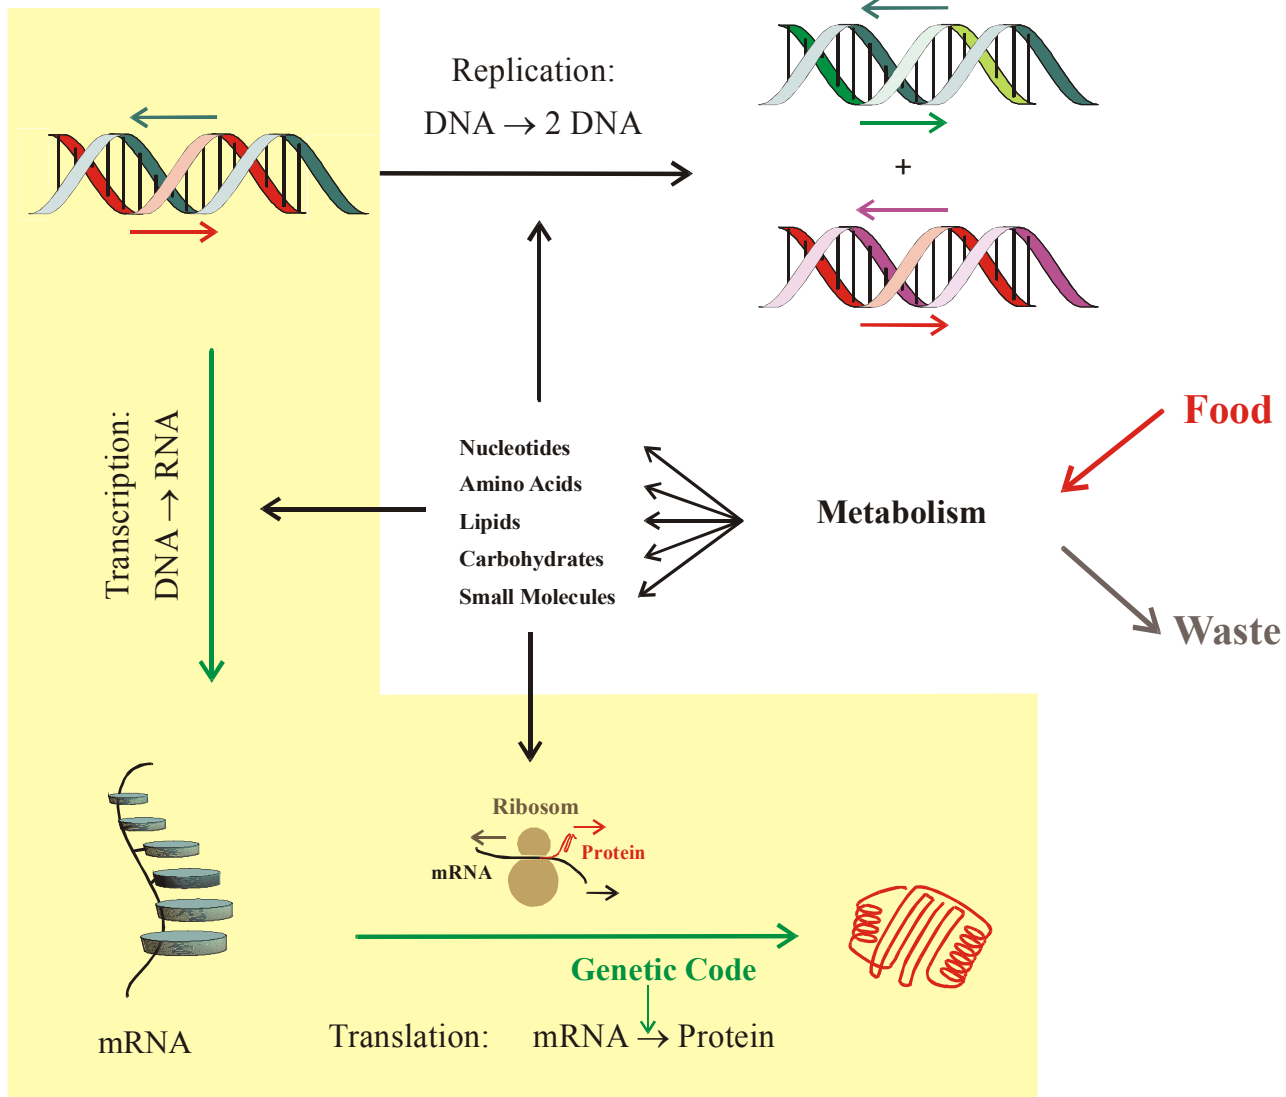 Replication:
DNA → 2 DNA
+
Food
Transcription:
DNA → RNA
Nucleotides
Amino Acids
Lipids
Carbohydrates
Small Molecules
Metabolism
Waste
Ribosom
mRNA
Protein
Genetic Code
mRNA
Translation: mRNA → Protein